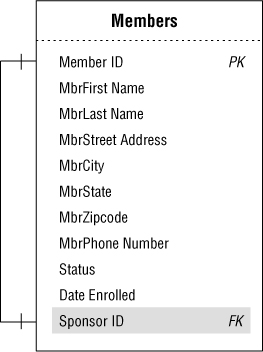 Members
Member ID PK
MbrFirst Name
MbrLast Name
MbrStreet Address
MbrCity
MbrState
MbrZipcode
MbrPhone Number
Status
Date Enrolled
Sponsor ID FK